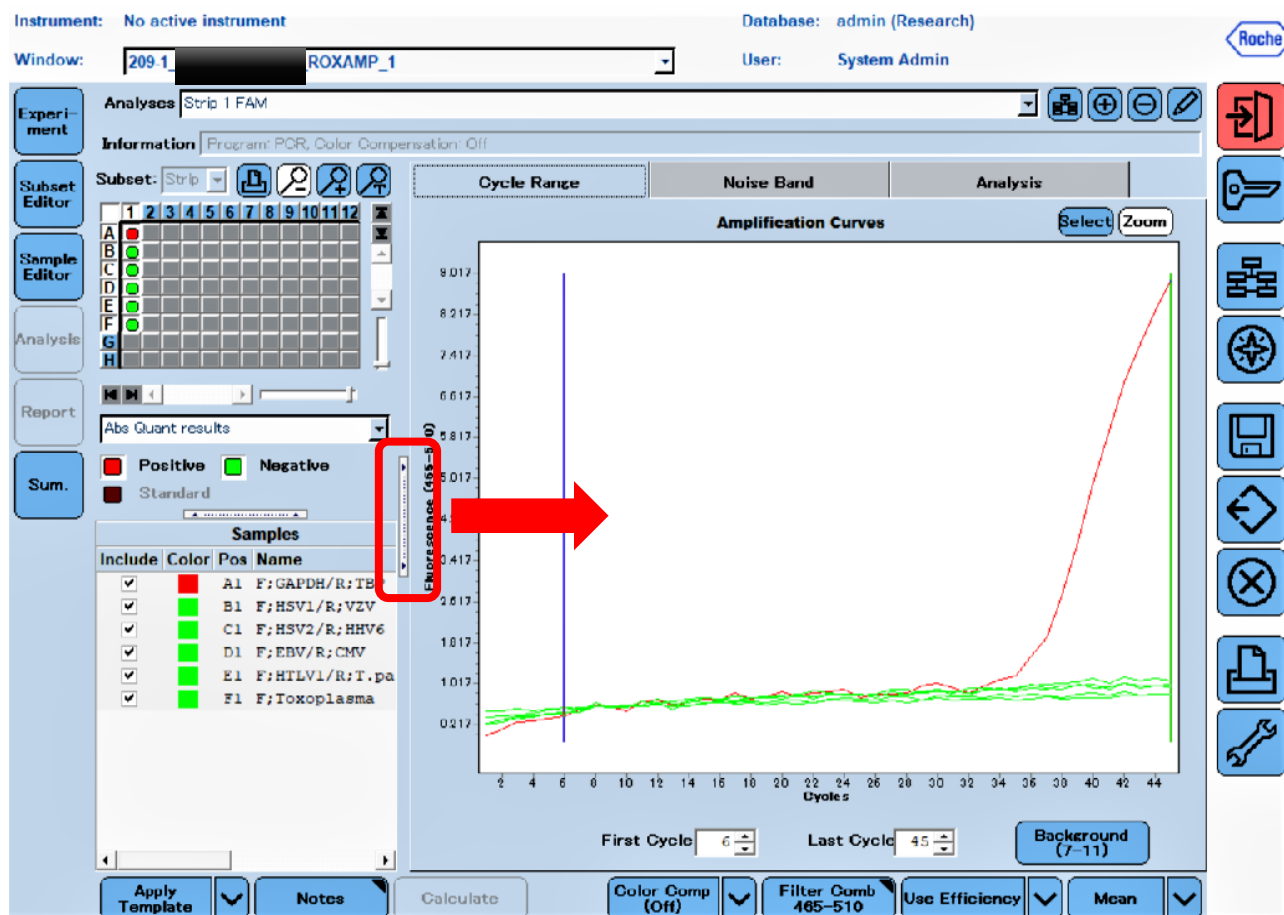 Instrument: No active instrument
Database: admin (Research)
Roche
Window: 209-1_ _ROXAMP_1
User: System Admin
Experi-
ment
Subset
Editor
Sample
Editor
Analysis
Report
Sum.
Analyses Strip 1 FAM
Information Program: PCR, Color Compensation: Off
Subset: Strip
1 2 3 4 5 6 7 8 9 10 11 12
A
B
C
D
E
F
G
H
Abs Quant results
Positive Negative
Standard
Samples
Include Color Pos Name
A1 F;GAPDH/R;TBP
B1 F;HSV1/R;VZV
C1 F;HSV2/R;HHV6
D1 F;EBV/R;CMV
E1 F;HTLV1/R;T.pa
F1 F;Toxoplasma
Cycle Range Noise Band Analysis
Amplification Curves
Select Zoom
Fluorescence (465-510)
9.017
8.217
7.417
6.617
5.817
5.017
3.417
2.617
1.817
1.017
0.217
2 4 6 8 10 12 14 16 18 20 22 24 26 28 30 32 34 36 38 40 42 44
Cycles
First Cycle 6 Last Cycle 45
Background
(7-11)
Apply
Template
Notes
Calculate
Color Comp
(Off)
Filter Comb
465-510
Use Efficiency
Mean